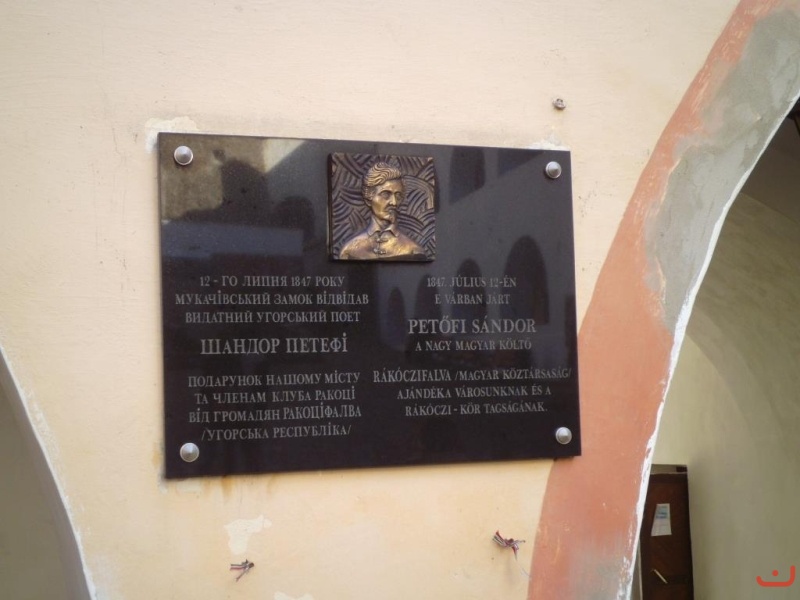 12-ГО ЛИПНЯ 1847 РОКУ
МУКАЧІВСЬКИЙ ЗАМОК ВІДВІДАВ
ВИДАТНИЙ УГОРСЬКИЙ ПОЕТ
ШАНДОР ПЕТЕФІ
ПОДАРУНОК НАШОМУ МІСТУ
ТА ЧЛЕНАМ КЛУБА РАКОЦІ
ВІД ГРОМАДЯН РАКОЦІФАЛВА
/УГОРСЬКА РЕСПУБЛІКА/
1847. JÚLIUS 12-ÉN
E VÁRBAN JÁRT
PETŐFI SÁNDOR
A NAGY MAGYAR KÖLTŐ
RÁKÓCZIFALVA /MAGYAR KÖZTÁRSASÁG/
AJÁNDÉKA VÁROSUNKNAK ÉS A
RÁKÓCZI - KÖR TAGSÁGÁNAK.